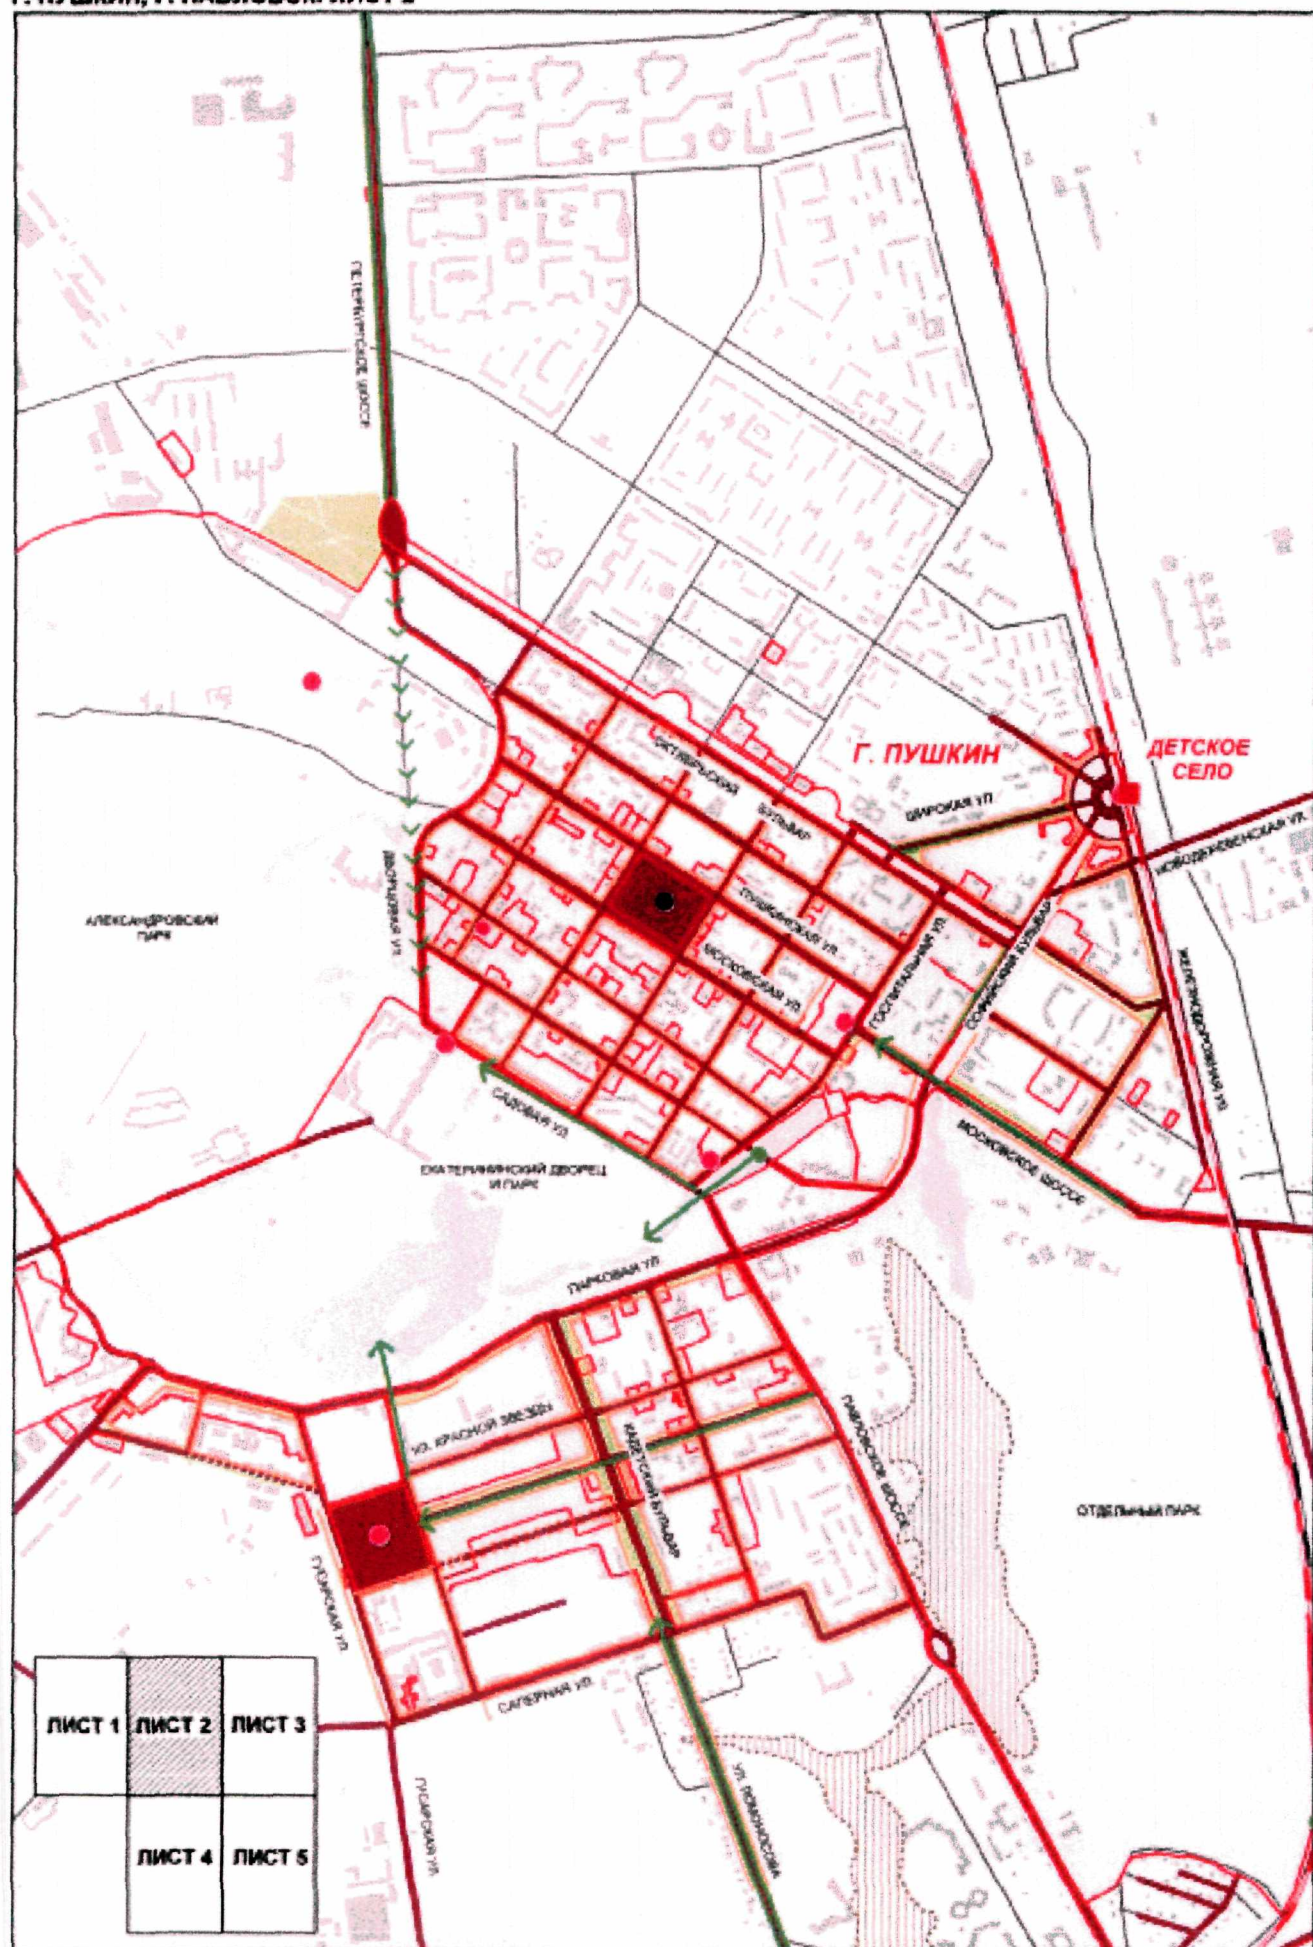 ПЕТЕРБУРГСКОЕ ШОССЕ
Г. ПУШКИН
ДЕТСКОЕ
СЕЛО
ОКТЯБРЬСКИЙ БУЛЬВАР
ШИРОКАЯ УЛ.
НОВОДЕРЕВЕНСКАЯ УЛ.
ДВОРЦОВАЯ УЛ.
ПУШКИНСКАЯ УЛ.
МОСКОВСКАЯ УЛ.
ГОСПИТАЛЬНАЯ УЛ.
СОФИЙСКИЙ БУЛЬВАР
ЖЕЛЕЗНОДОРОЖНАЯ УЛ.
АЛЕКСАНДРОВСКИЙ
ПАРК
САДОВАЯ УЛ.
МОСКОВСКОЕ ШОССЕ
ЕКАТЕРИНИНСКИЙ ДВОРЕЦ
И ПАРК
ПАРКОВАЯ УЛ.
УЛ. КРАСНОЙ ЗВЕЗДЫ
КАДЕТСКИЙ БУЛЬВАР
ПАВЛОВСКОЕ ШОССЕ
ОТДЕЛЬНЫЙ ПАРК
ГУСАРСКАЯ УЛ.
САПЕРНАЯ УЛ.
ЛИСТ 1 ЛИСТ 2 ЛИСТ 3
ГУСАРСКАЯ УЛ.
УЛ. ЛОМОНОСОВА
ЛИСТ 4 ЛИСТ 5